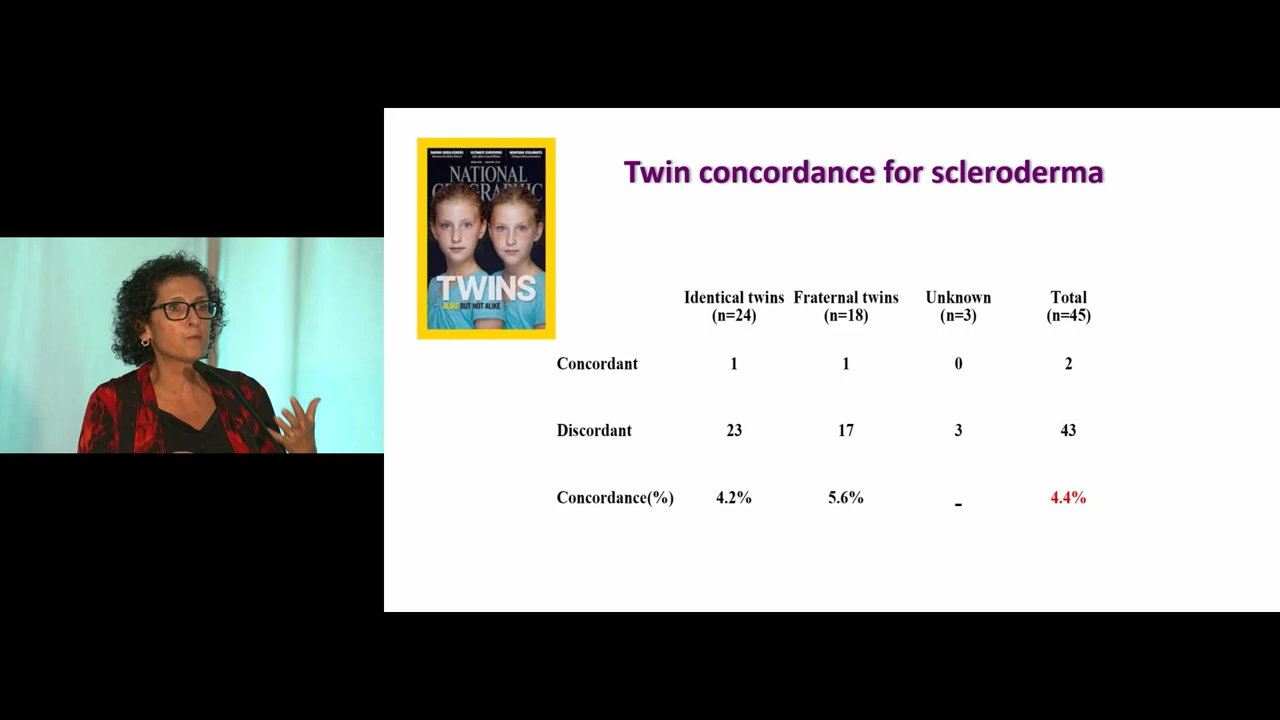 Twin concordance for scleroderma
NATIONAL
GEOGRAPHIC
TWINS
ALIKE BUT NOT ALIKE
Identical twins Fraternal twins Unknown Total
(n=24) (n=18) (n=3) (n=45)
Concordant 1 1 0 2
Discordant 23 17 3 43
Concordance(%) 4.2% 5.6% - 4.4%